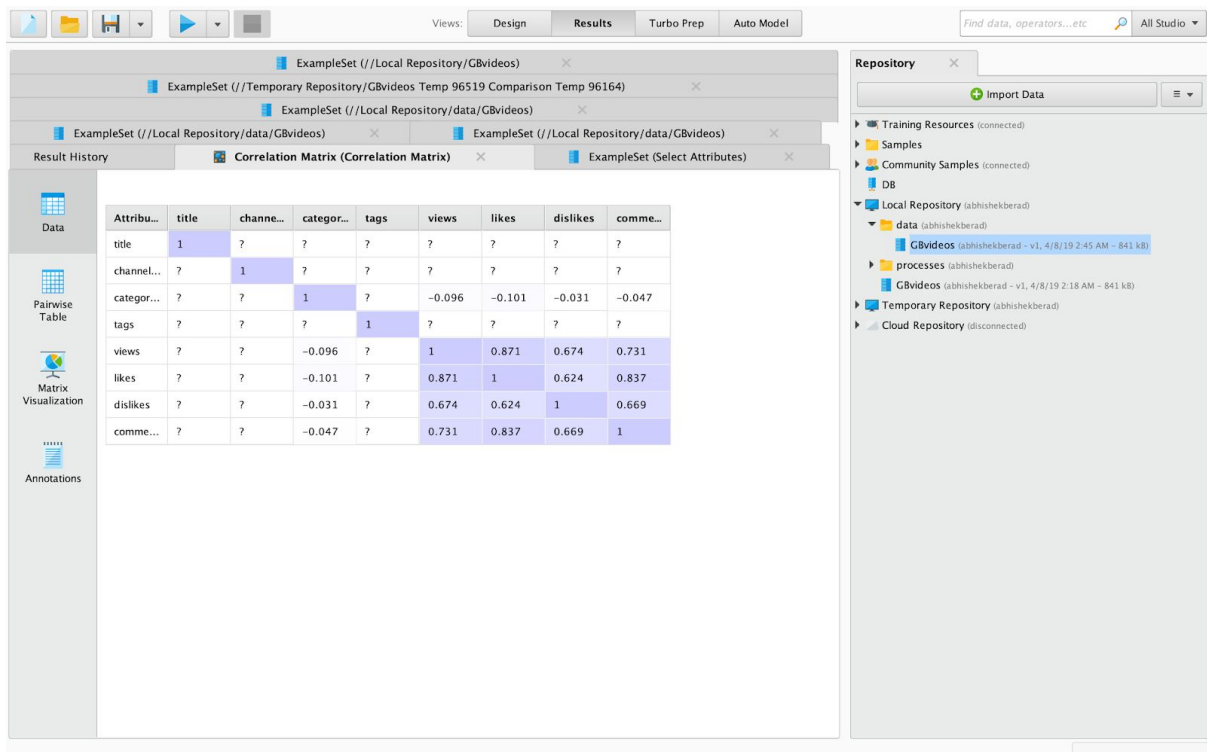 Views: Design Results Turbo Prep Auto Model Find data, operators...etc All Studio
ExampleSet (//Local Repository/GBvideos)
ExampleSet (//Temporary Repository/GBvideos Temp 96519 Comparison Temp 96164)
ExampleSet (//Local Repository/data/GBvideos)
ExampleSet (//Local Repository/data/GBvideos) ExampleSet (//Local Repository/data/GBvideos)
Result History Correlation Matrix (Correlation Matrix) ExampleSet (Select Attributes)
Data
Pairwise
Table
Matrix
Visualization
Annotations
Attribu... title channe... categor... tags views likes dislikes comme...
title 1 ? ? ? ? ? ? ?
channel... ? 1 ? ? ? ? ? ?
categor... ? ? 1 ? -0.096 -0.101 -0.031 -0.047
tags ? ? ? 1 ? ? ? ?
views ? ? -0.096 ? 1 0.871 0.674 0.731
likes ? ? -0.101 ? 0.871 1 0.624 0.837
dislikes ? ? -0.031 ? 0.674 0.624 1 0.669
comme... ? ? -0.047 ? 0.731 0.837 0.669 1
Repository
Import Data
Training Resources (connected)
Samples
Community Samples (connected)
DB
Local Repository (abhishekberad)
data (abhishekberad)
GBvideos (abhishekberad – v1, 4/8/19 2:45 AM – 841 kB)
processes (abhishekberad)
GBvideos (abhishekberad – v1, 4/8/19 2:18 AM – 841 kB)
Temporary Repository (abhishekberad)
Cloud Repository (disconnected)